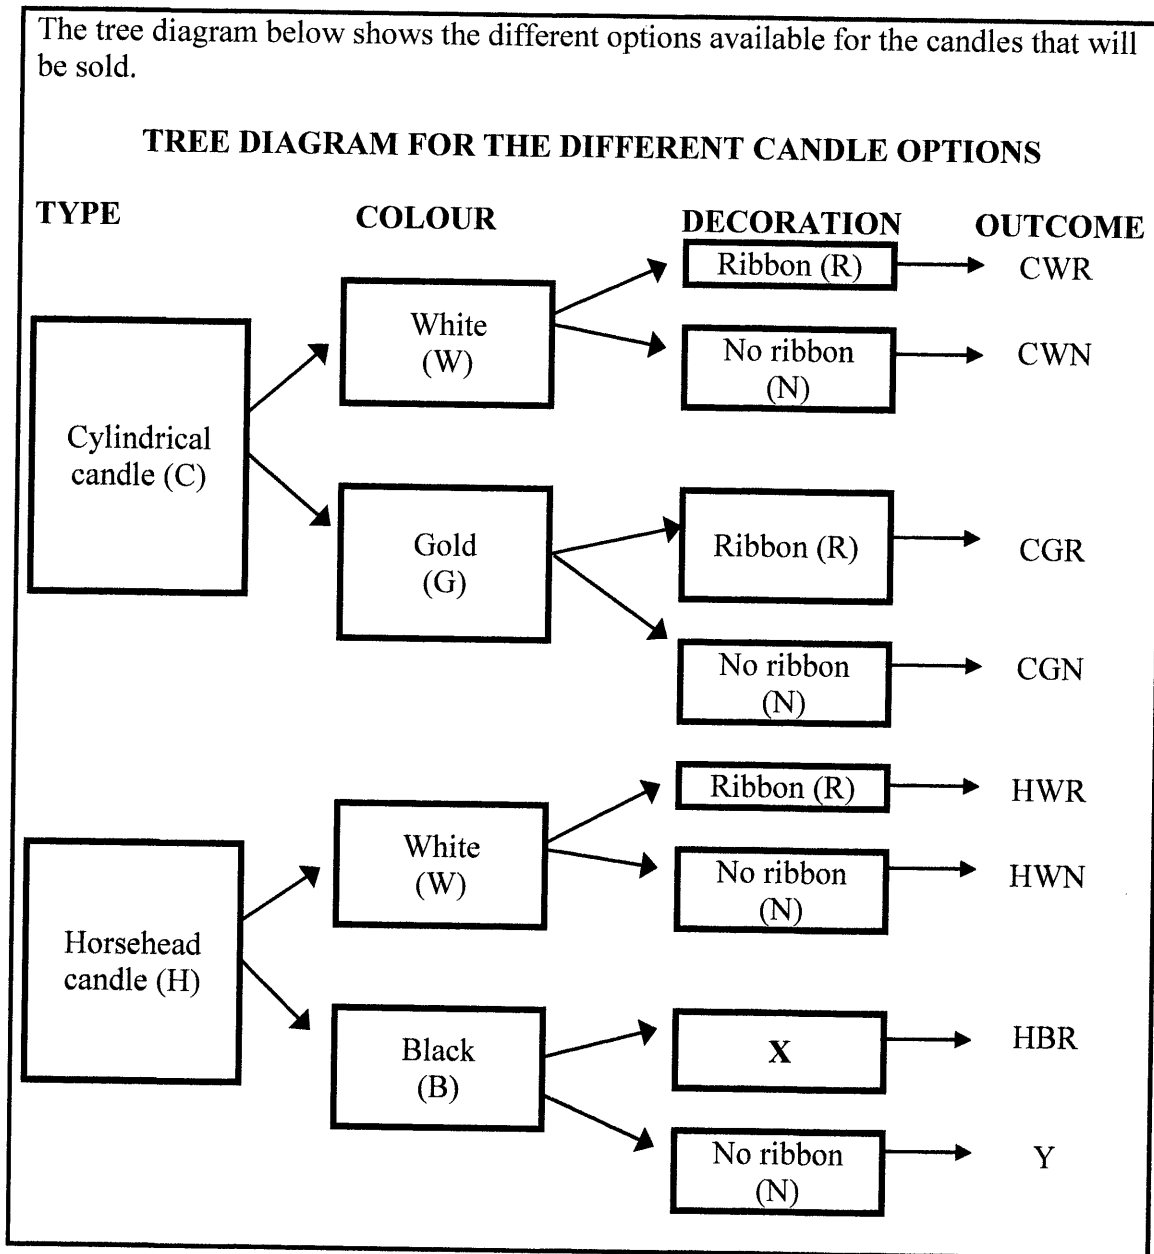 The tree diagram below shows the different options available for the candles that will
be sold.
TREE DIAGRAM FOR THE DIFFERENT CANDLE OPTIONS
TYPE
COLOUR
DECORATION
OUTCOME
Cylindrical
candle (C)
White
(W)
Ribbon (R)
CWR
No ribbon
(N)
CWN
Gold
(G)
Ribbon (R)
CGR
No ribbon
(N)
CGN
Horsehead
candle (H)
White
(W)
Ribbon (R)
HWR
No ribbon
(N)
HWN
Black
(B)
X
HBR
No ribbon
(N)
Y